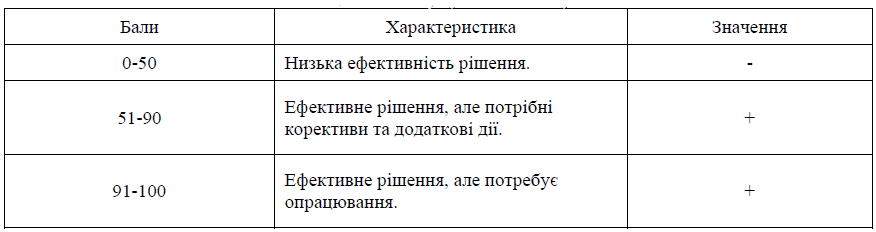 Бали Характеристика Значення
0-50 Низька ефективність рішення. -
51-90 Ефективне рішення, але потрібні
корективи та додаткові дії. +
91-100 Ефективне рішення, але потребує
опрацювання. +